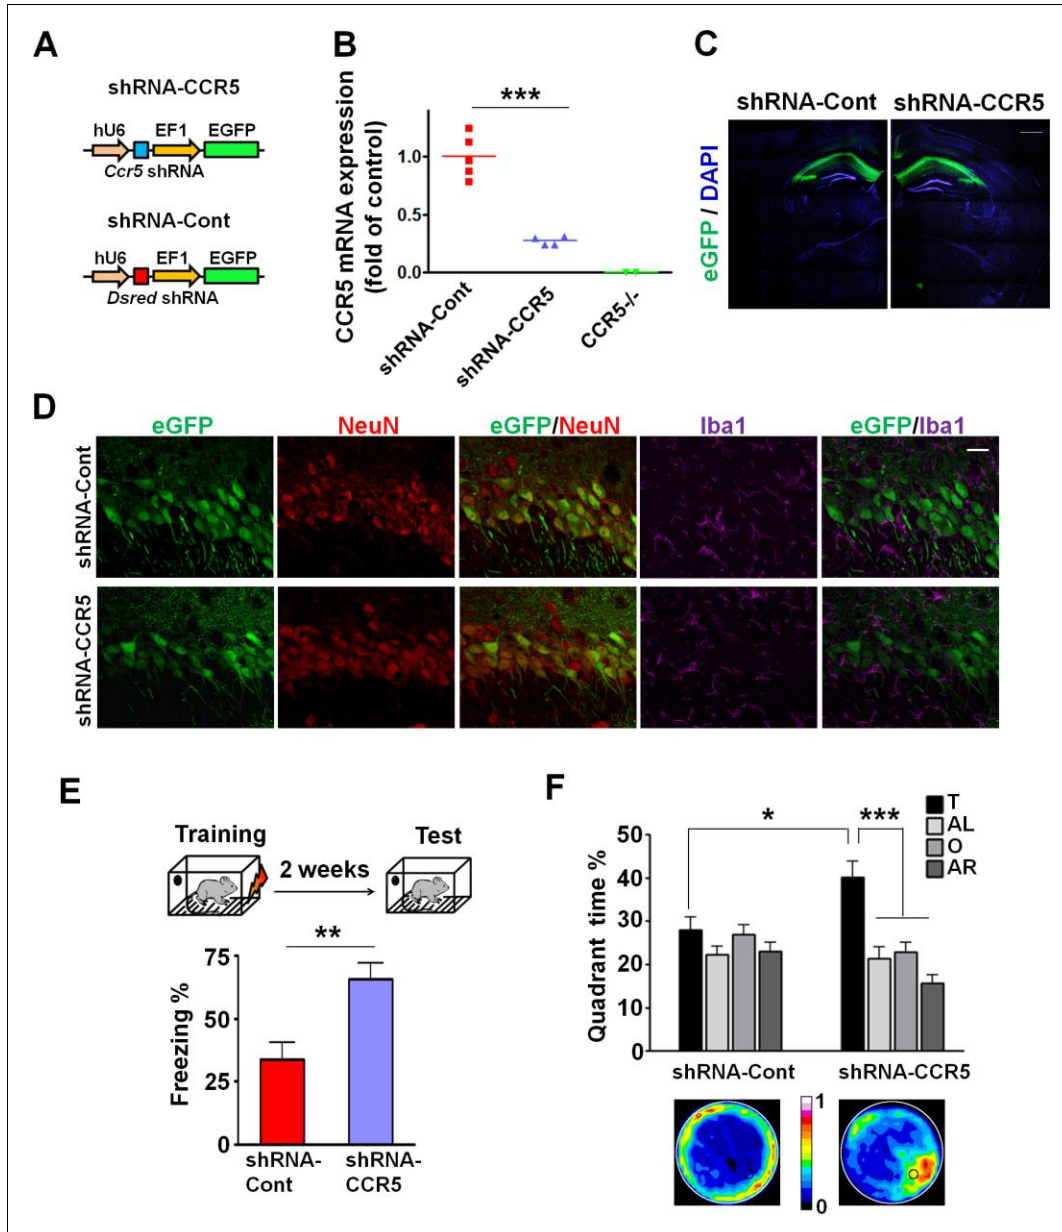 A
shRNA-CCR5
hU6 EF1 EGFP
Ccr5 shRNA
shRNA-Cont
hU6 EF1 EGFP
Dsred shRNA
B
CCR5 mRNA expression
(fold of control)
***
1.0
0.5
0.0
shRNA-Cont
shRNA-CCR5
CCR5-/-
C
shRNA-Cont shRNA-CCR5
eGFP / DAPI
D
eGFP NeuN eGFP/NeuN Iba1 eGFP/Iba1
shRNA-Cont
shRNA-CCR5
E
Training Test
2 weeks
**
Freezing %
75
50
25
0
shRNA-
Cont
shRNA-
CCR5
F
T
AL
O
AR
* ***
Quadrant time %
50
40
30
20
10
0
shRNA-Cont shRNA-CCR5
1
0